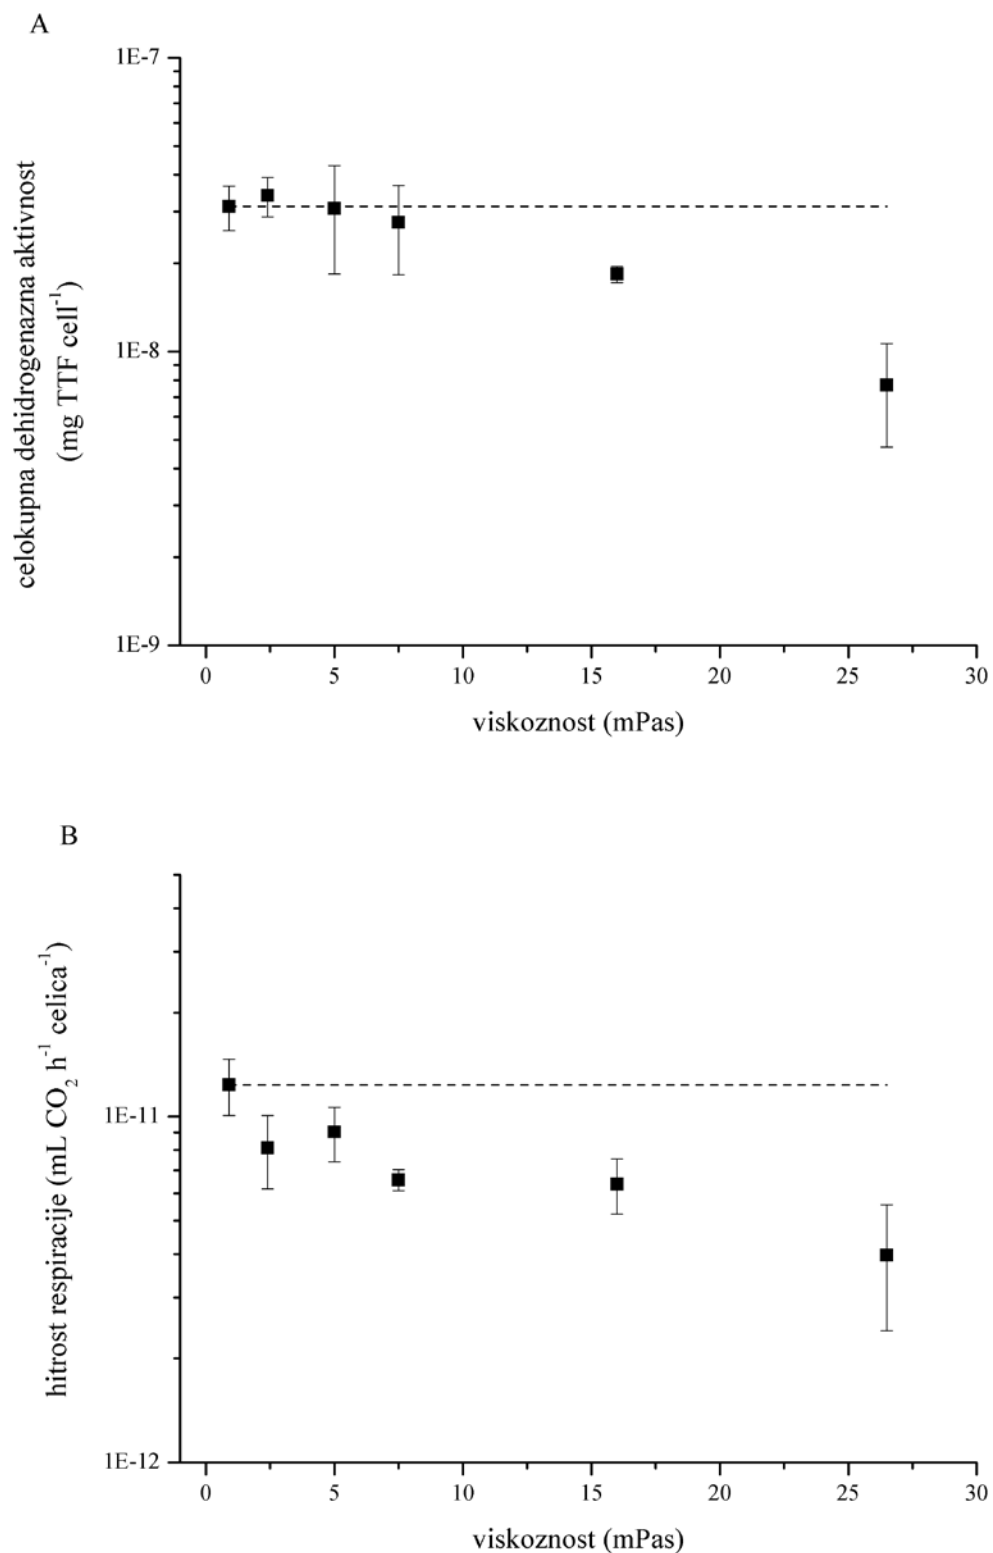 A
1E-7
1E-8
1E-9
celokupna dehidrogenazna aktivnost
(mg TTF cell⁻¹)
0 5 10 15 20 25 30
viskoznost (mPas)
B
1E-11
1E-12
hitrost respiracije (mL CO₂ h⁻¹ celica⁻¹)
0 5 10 15 20 25 30
viskoznost (mPas)